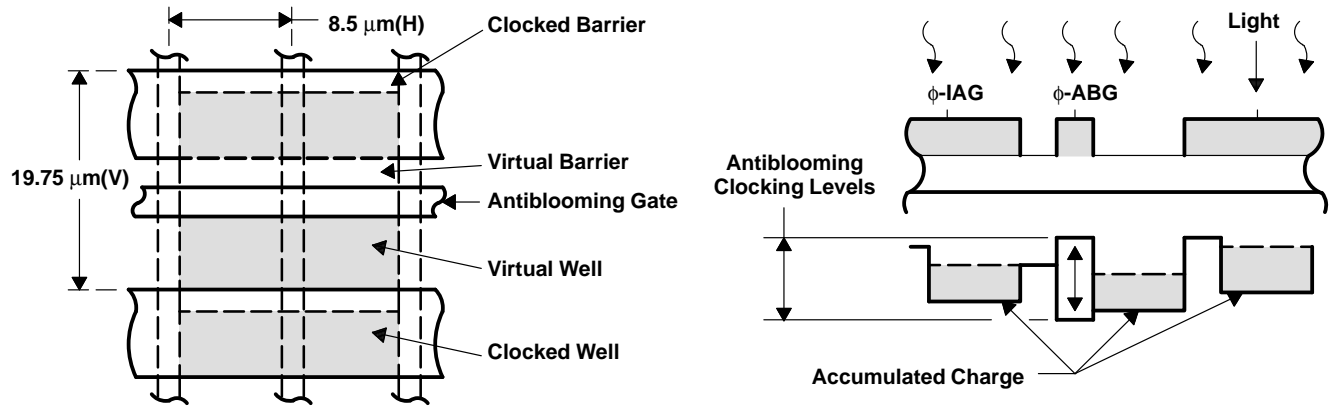 8.5 μm(H)
Clocked Barrier
Virtual Barrier
19.75 μm(V)
Antiblooming Gate
Virtual Well
Clocked Well
Light
ϕ-IAG
ϕ-ABG
Antiblooming
Clocking Levels
Accumulated Charge